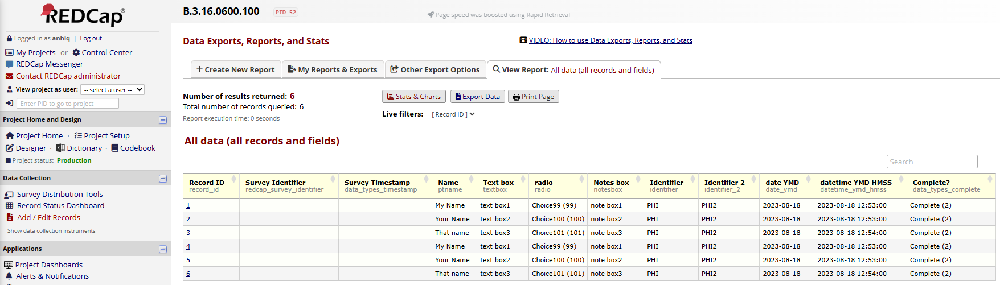 REDCap®
Logged in as anhlq | Log out
My Projects or Control Center
REDCap Messenger
Contact REDCap administrator
View project as user: -- select a user --
Enter PID to go to project
Project Home and Design
Project Home · Project Setup
Designer · Dictionary · Codebook
Project status: Production
Data Collection
Survey Distribution Tools
Record Status Dashboard
Add / Edit Records
Show data collection instruments
Applications
Project Dashboards
Alerts & Notifications
B.3.16.0600.100 PID 52
Page speed was boosted using Rapid Retrieval
Data Exports, Reports, and Stats
VIDEO: How to use Data Exports, Reports, and Stats
+ Create New Report My Reports & Exports Other Export Options View Report: All data (all records and fields)
Number of results returned: 6
Total number of records queried: 6
Report execution time: 0 seconds
Stats & Charts Export Data Print Page
Live filters: [ Record ID ]
All data (all records and fields)
Search
Record ID Survey Identifier Survey Timestamp Name Text box radio Notes box Identifier Identifier 2 date YMD datetime YMD HMSS Complete?
record_id redcap_survey_identifier data_types_timestamp ptname textbox radio notesbox identifier identifier_2 date_ymd datetime_ymd_hmss data_types_complete
1 My Name text box1 Choice99 (99) note box1 PHI PHI2 2023-08-18 2023-08-18 12:53:00 Complete (2)
2 Your Name text box2 Choice100 (100) note box2 PHI PHI2 2023-08-18 2023-08-18 12:53:00 Complete (2)
3 That name text box3 Choice101 (101) note box3 PHI PHI2 2023-08-18 2023-08-18 12:54:00 Complete (2)
4 My Name text box1 Choice99 (99) note box1 PHI PHI2 2023-08-18 2023-08-18 12:53:00 Complete (2)
5 Your Name text box2 Choice100 (100) note box2 PHI PHI2 2023-08-18 2023-08-18 12:53:00 Complete (2)
6 That name text box3 Choice101 (101) note box3 PHI PHI2 2023-08-18 2023-08-18 12:54:00 Complete (2)